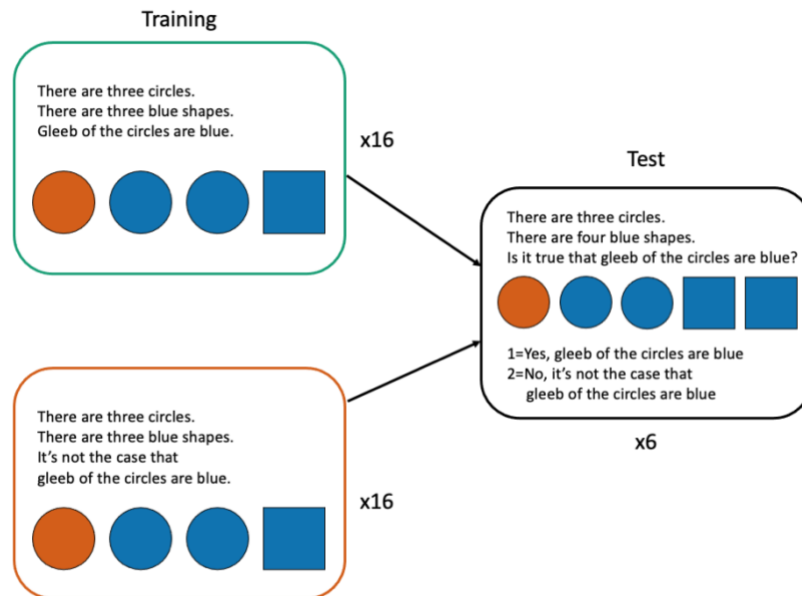 Training
There are three circles.
There are three blue shapes.
Gleeb of the circles are blue.
x16
There are three circles.
There are three blue shapes.
It's not the case that
gleeb of the circles are blue.
x16
Test
There are three circles.
There are four blue shapes.
Is it true that gleeb of the circles are blue?
1=Yes, gleeb of the circles are blue
2=No, it's not the case that
gleeb of the circles are blue
x6